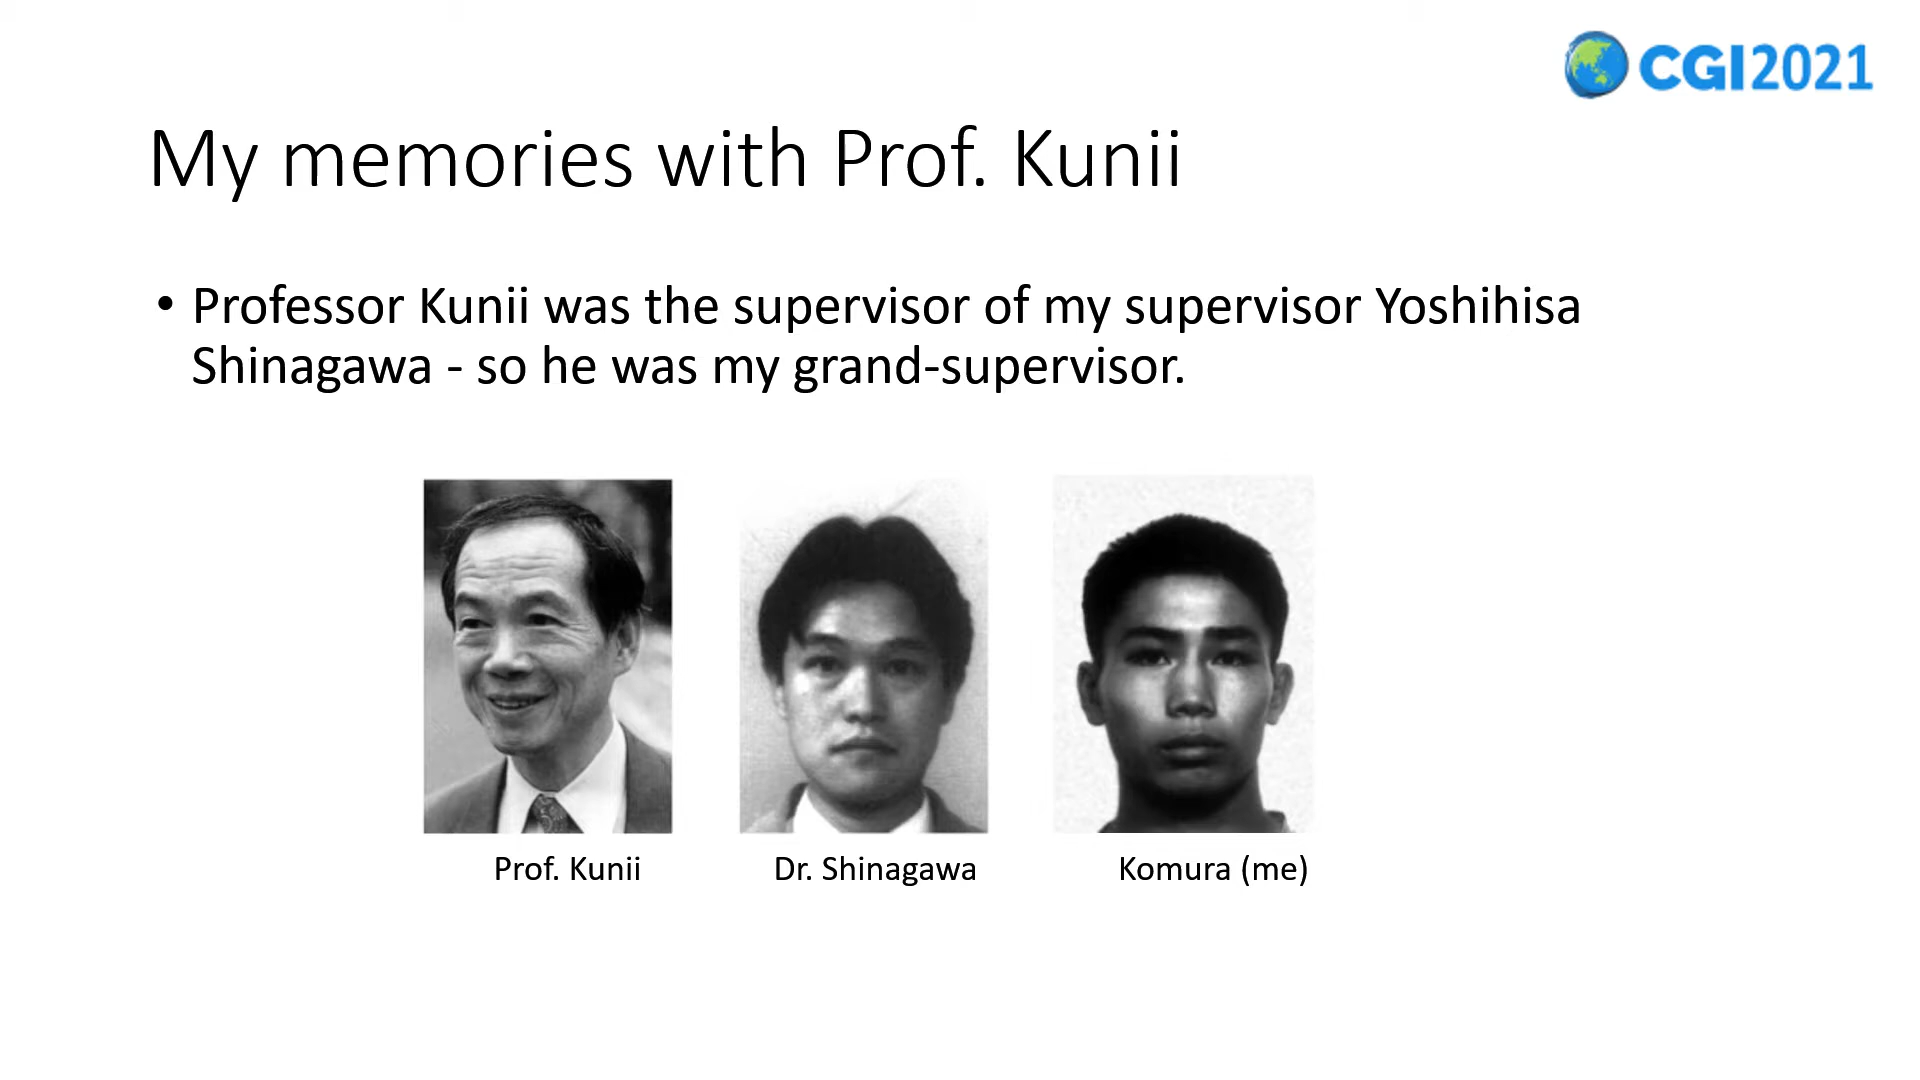 CGI2021
My memories with Prof. Kunii
• Professor Kunii was the supervisor of my supervisor Yoshihisa
Shinagawa - so he was my grand-supervisor.
Prof. Kunii
Dr. Shinagawa
Komura (me)